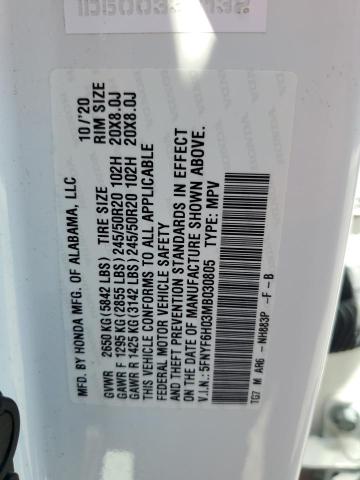 MFD. BY HONDA MFG. OF ALABAMA, LLC 10/'20
GVWR 2650 KG (5842 LBS) TIRE SIZE RIM SIZE
GAWR F 1295 KG (2855 LBS) 245/50R20 102H 20X8.0J
GAWR R 1425 KG (3142 LBS) 245/50R20 102H 20X8.0J
THIS VEHICLE CONFORMS TO ALL APPLICABLE
FEDERAL MOTOR VEHICLE SAFETY
AND THEFT PREVENTION STANDARDS IN EFFECT
ON THE DATE OF MANUFACTURE SHOWN ABOVE.
V.I.N.: 5FNYF6H03MB030805 TYPE: MPV
TG7 M AR6 -NH883P -F -B